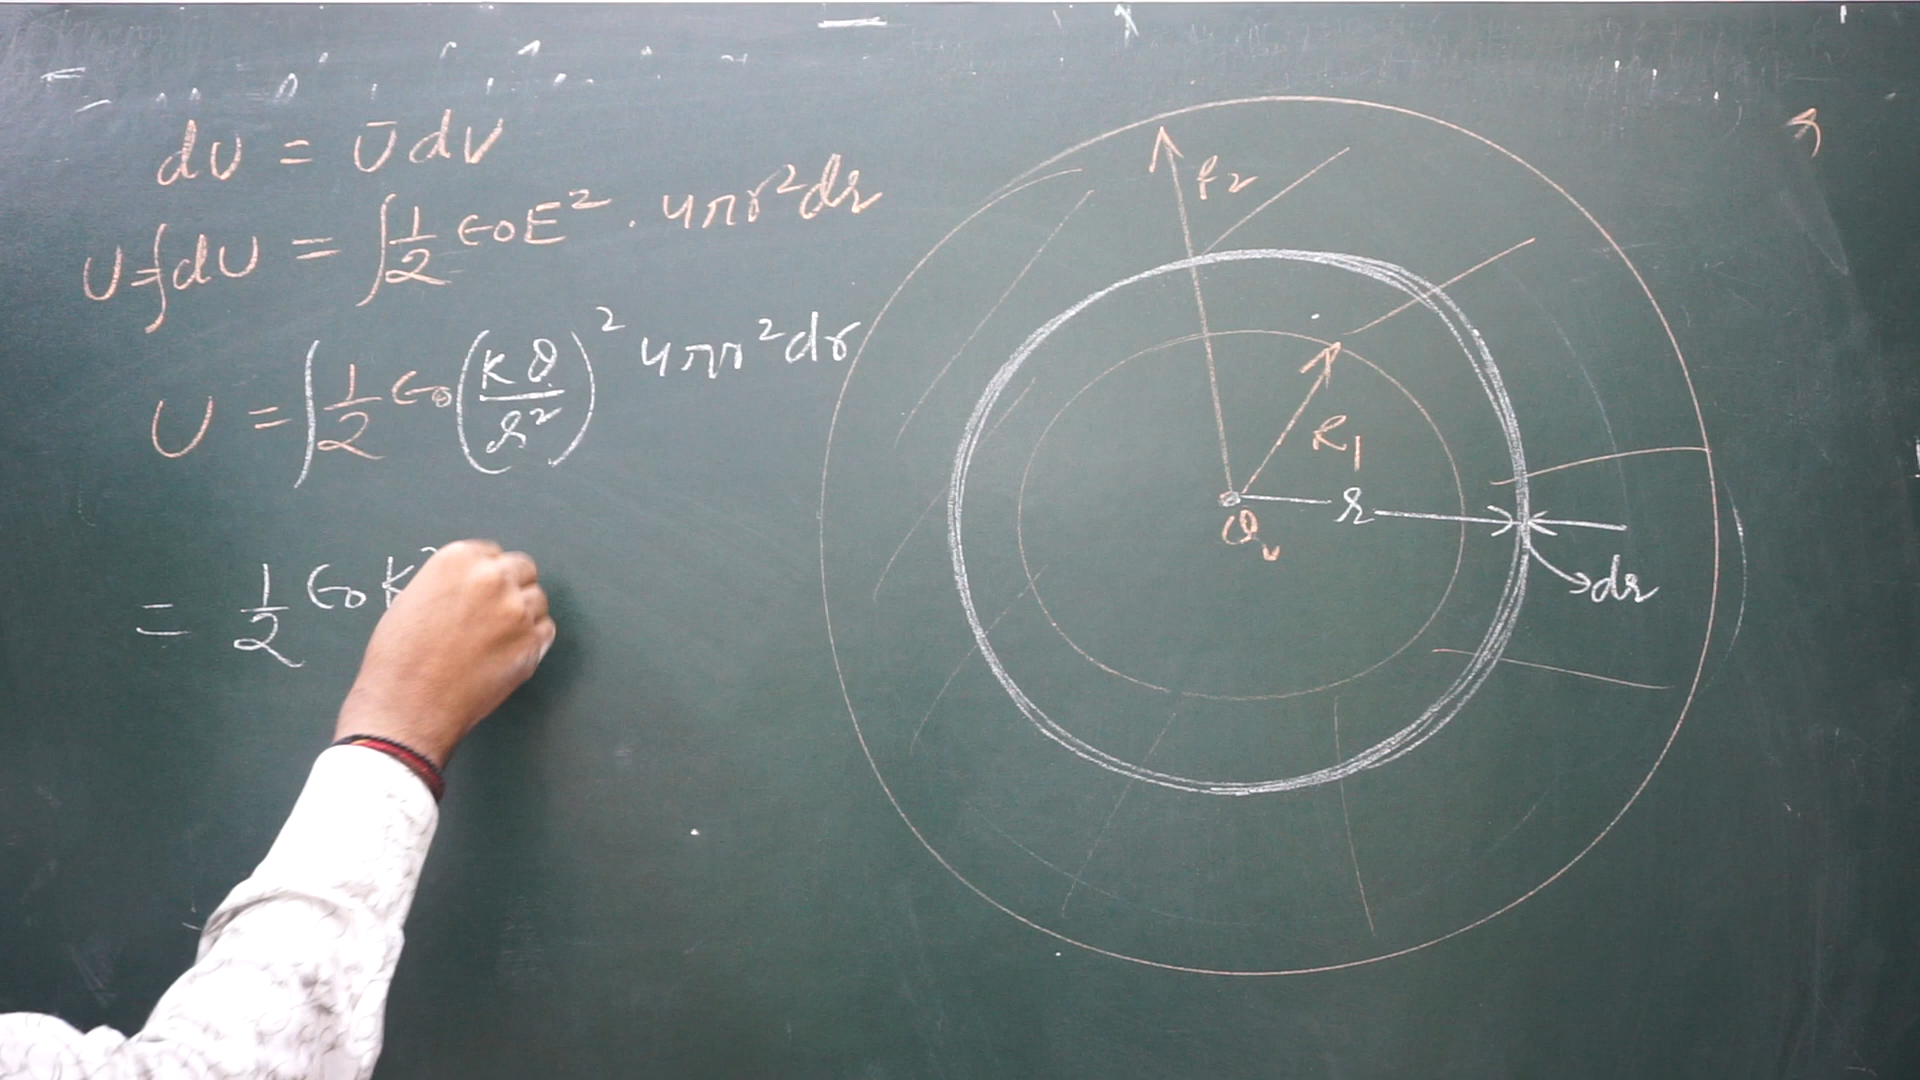 dU = Ū dV
U = ∫dU = ∫ 1/2 ϵ₀E² . 4πr²dr
U = ∫ 1/2 ϵ₀ (KQ/r²)² 4πr²dr
= 1/2 ϵ₀ K²
R₂
R₁
r
Q
dr